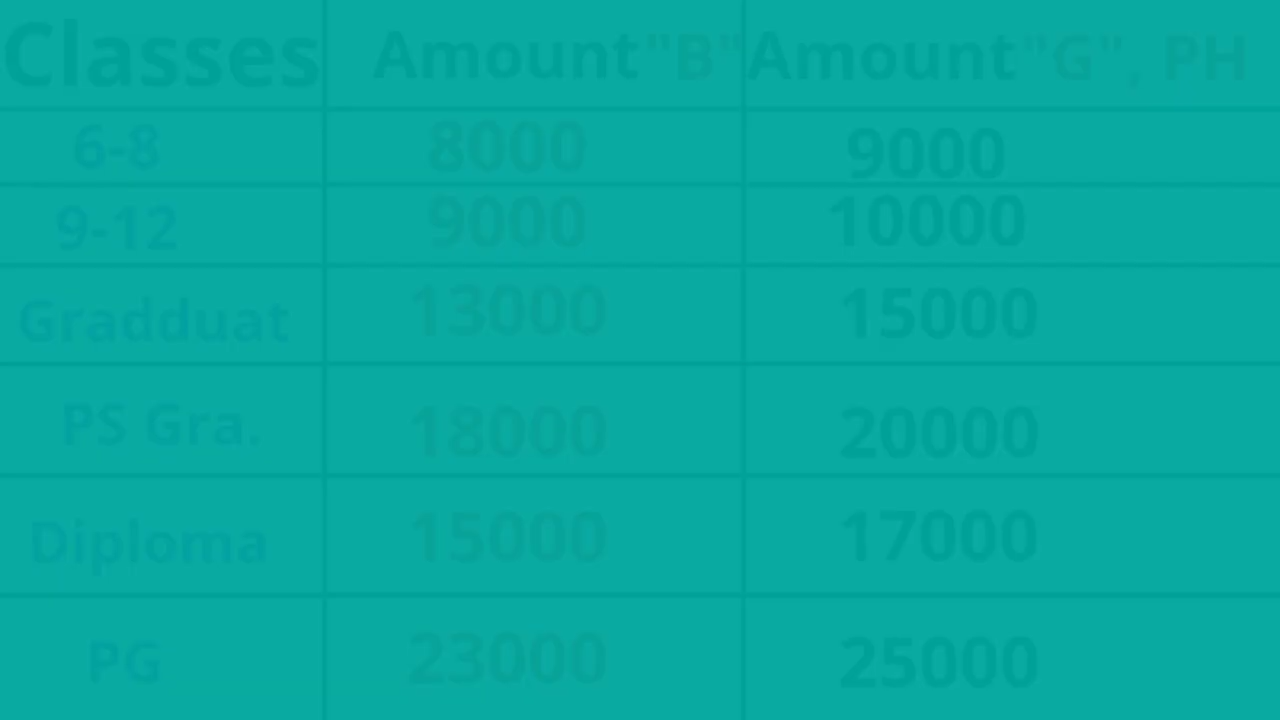 Classes Amount"B" Amount"G", PH
6-8 8000 9000
9-12 9000 10000
Gradduat 13000 15000
PS Gra. 18000 20000
Diploma 15000 17000
PG 23000 25000